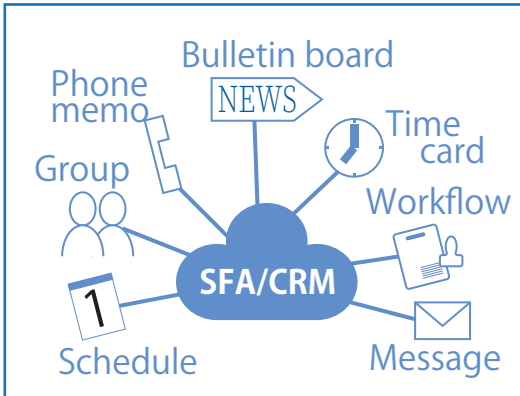 Bulletin board
NEWS
Phone
memo
Time
card
Group
Workflow
SFA/CRM
1
Schedule
Message